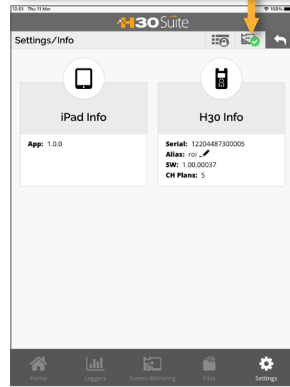 12:01 Thu 11 Mar 100%
H30 Suite
Settings/Info
iPad Info
H30 Info
App: 1.0.0
Serial: 12204487300005
Alias: roi
SW: 1.00.00037
CH Plans: 5
Home Loggers Screen Mirroring Files Settings